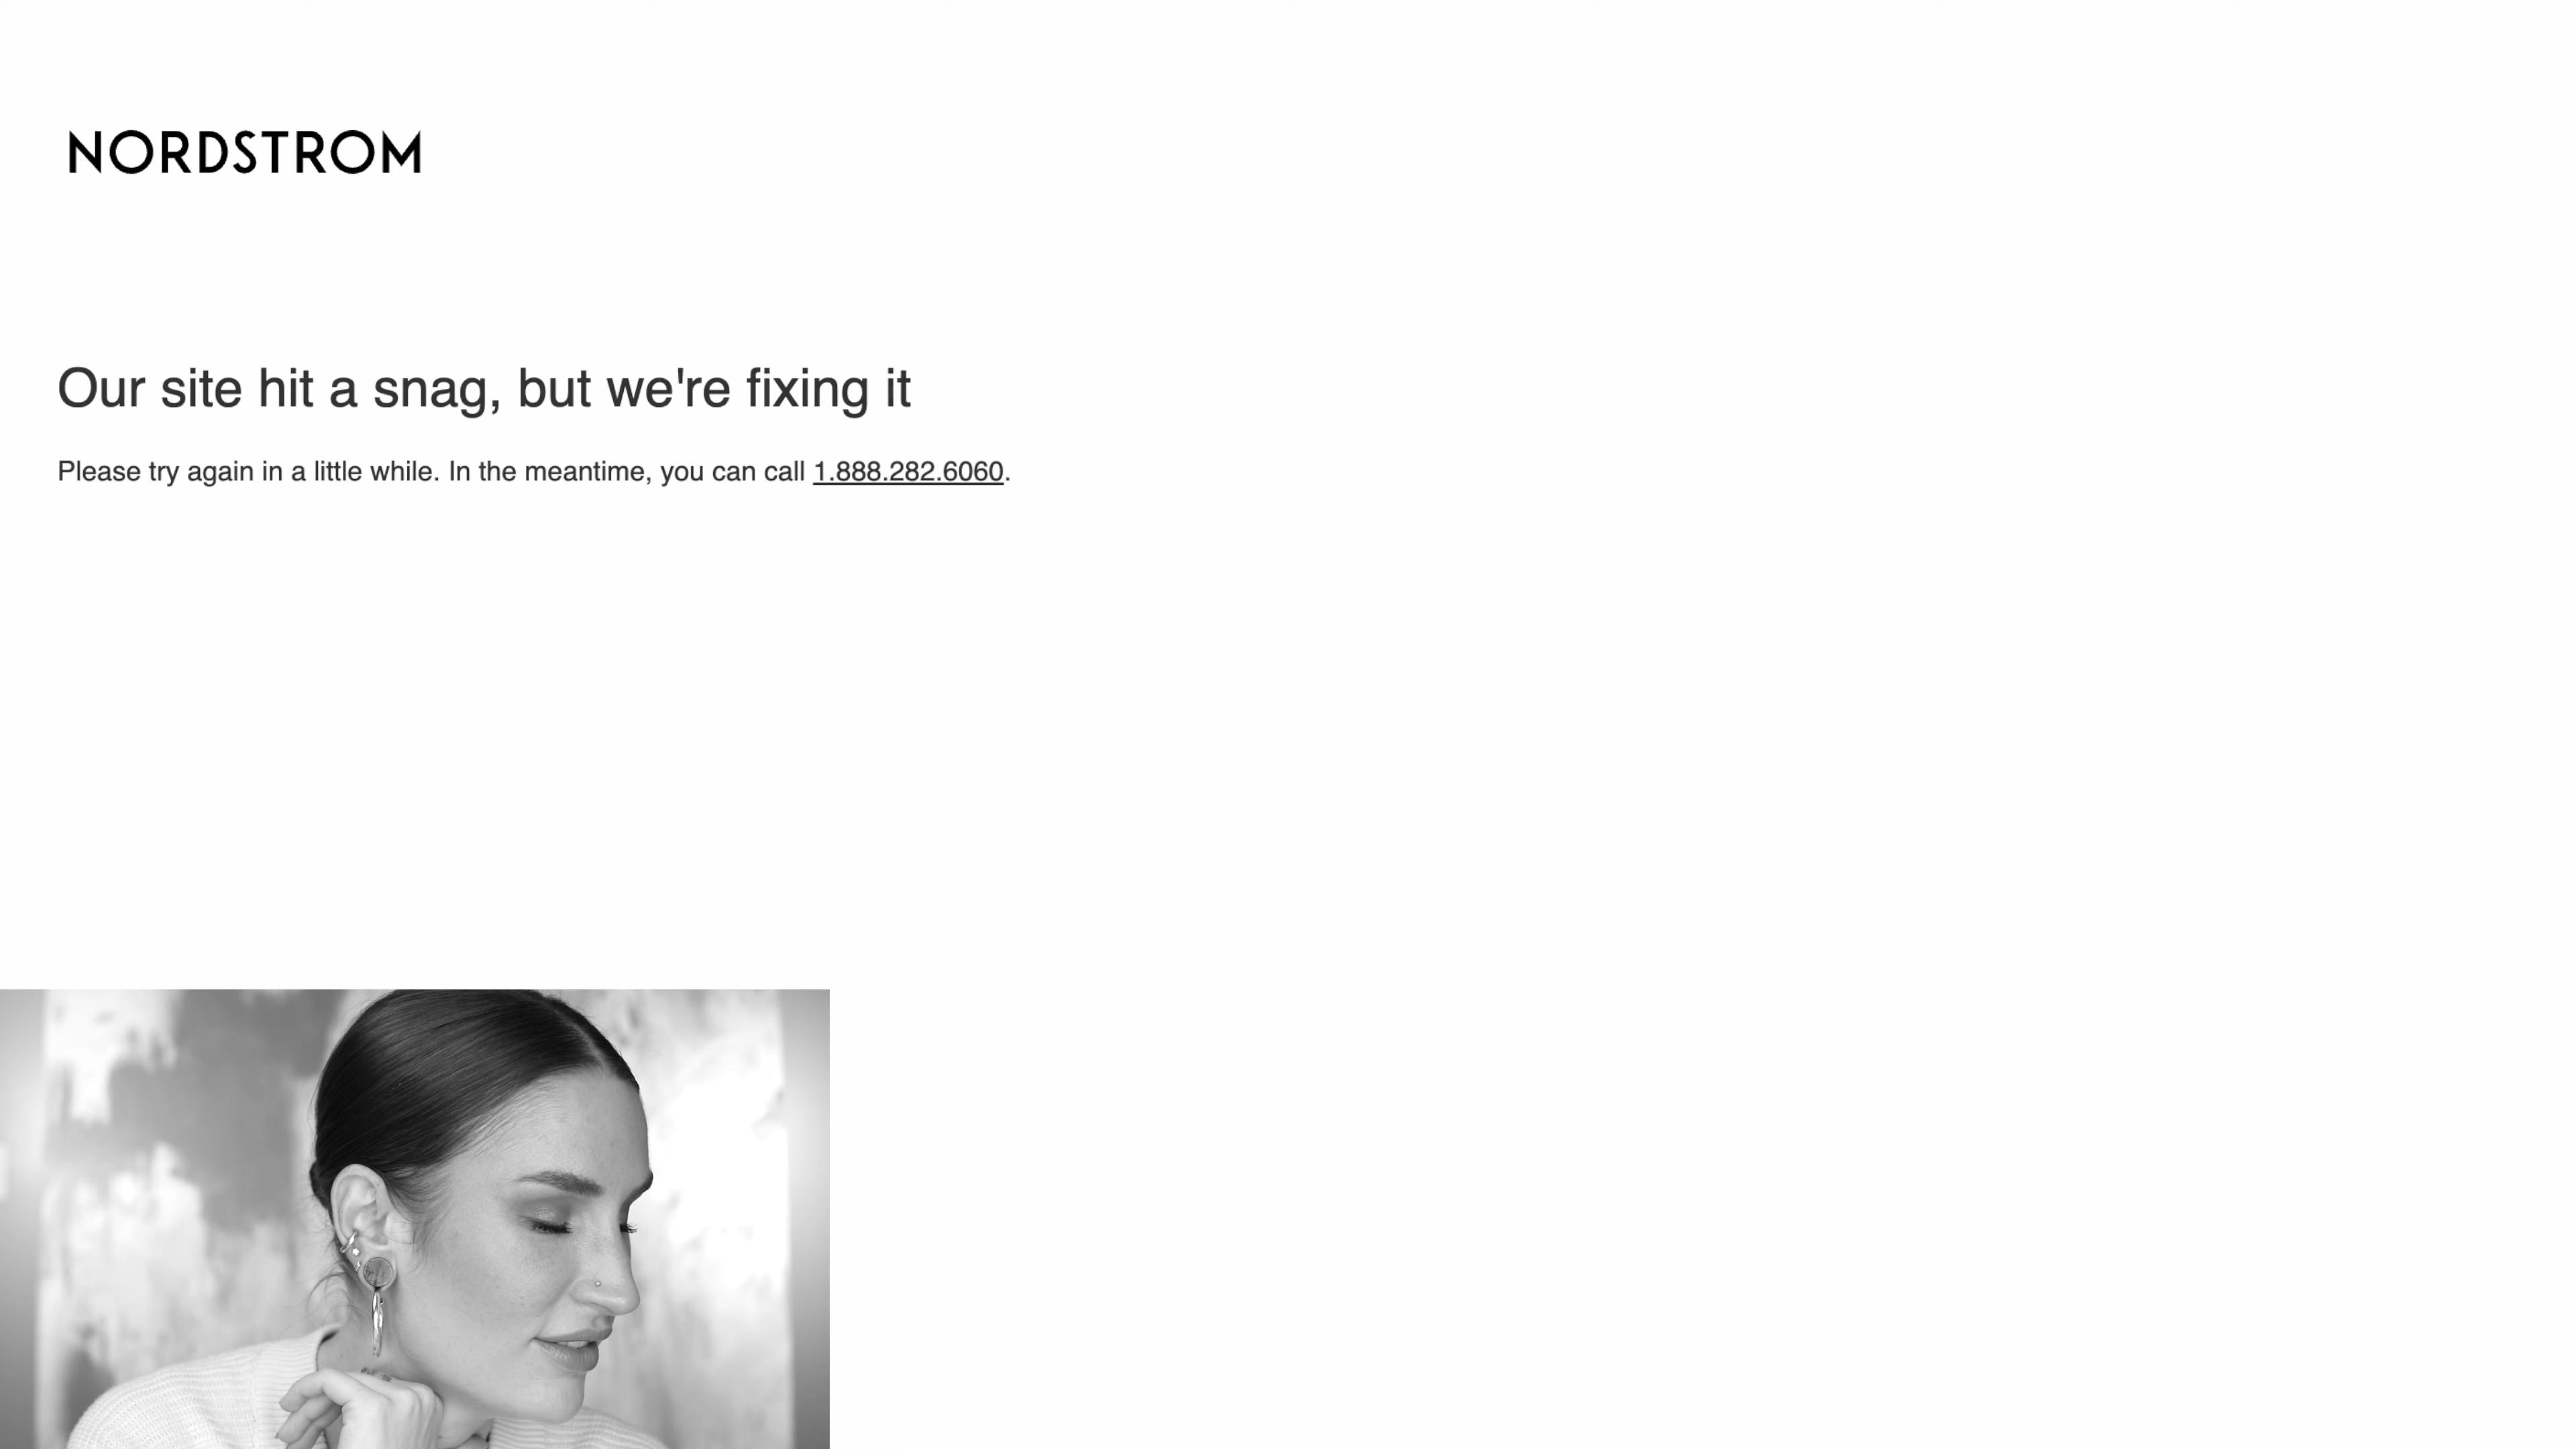 NORDSTROM
Our site hit a snag, but we're fixing it
Please try again in a little while. In the meantime, you can call 1.888.282.6060.